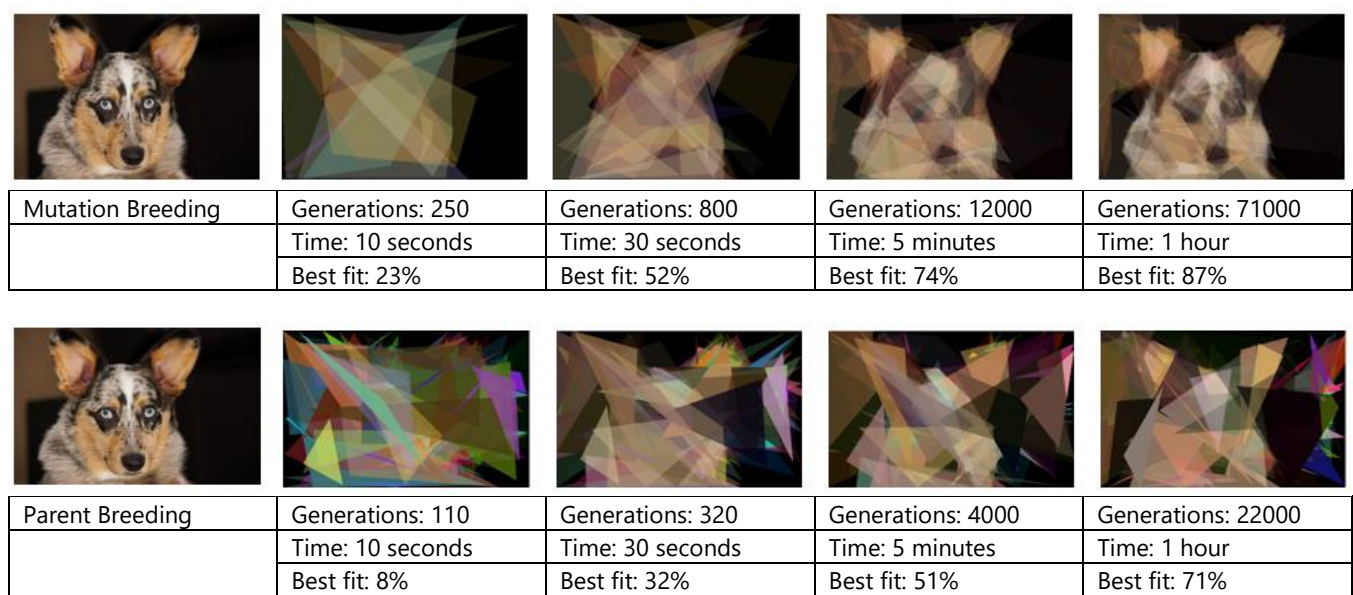 Mutation Breeding Generations: 250 Generations: 800 Generations: 12000 Generations: 71000
Time: 10 seconds Time: 30 seconds Time: 5 minutes Time: 1 hour
Best fit: 23% Best fit: 52% Best fit: 74% Best fit: 87%
Parent Breeding Generations: 110 Generations: 320 Generations: 4000 Generations: 22000
Time: 10 seconds Time: 30 seconds Time: 5 minutes Time: 1 hour
Best fit: 8% Best fit: 32% Best fit: 51% Best fit: 71%